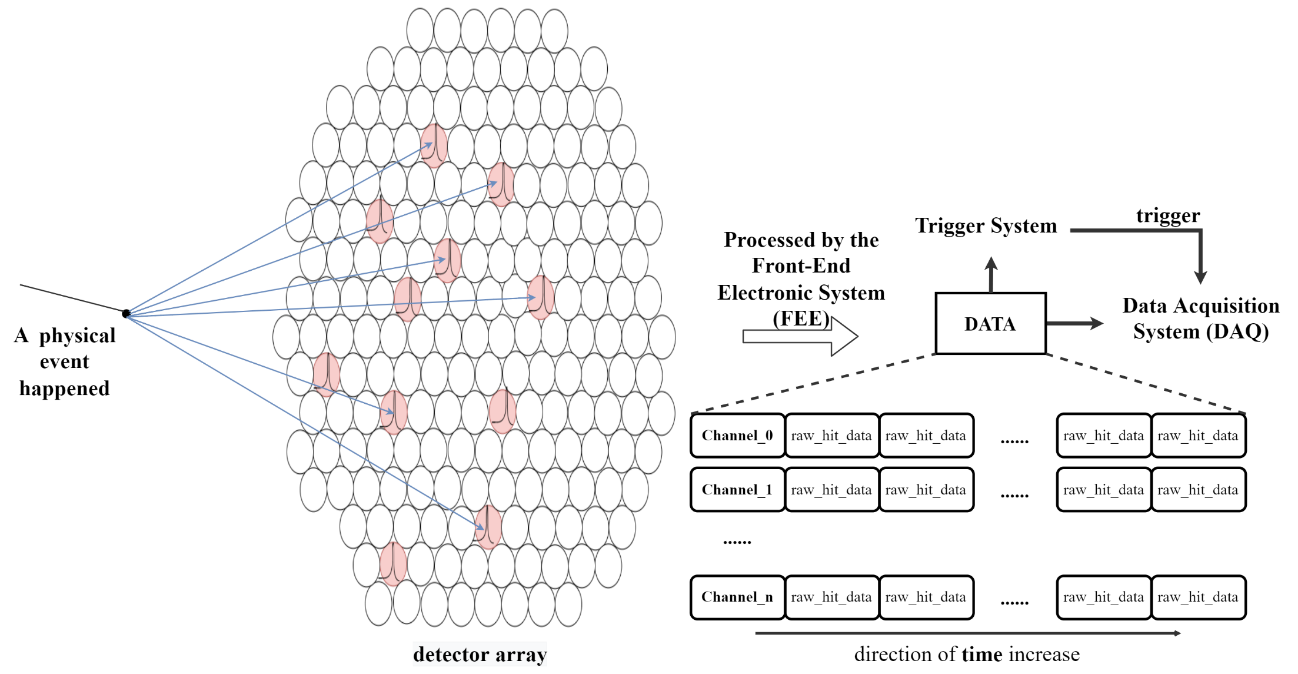 A physical
event
happened
detector array
Processed by the
Front-End
Electronic System
(FEE)
Trigger System
trigger
DATA
Data Acquisition
System (DAQ)
Channel_0 raw_hit_data raw_hit_data ...... raw_hit_data raw_hit_data
Channel_1 raw_hit_data raw_hit_data ...... raw_hit_data raw_hit_data
......
Channel_n raw_hit_data raw_hit_data ...... raw_hit_data raw_hit_data
direction of time increase